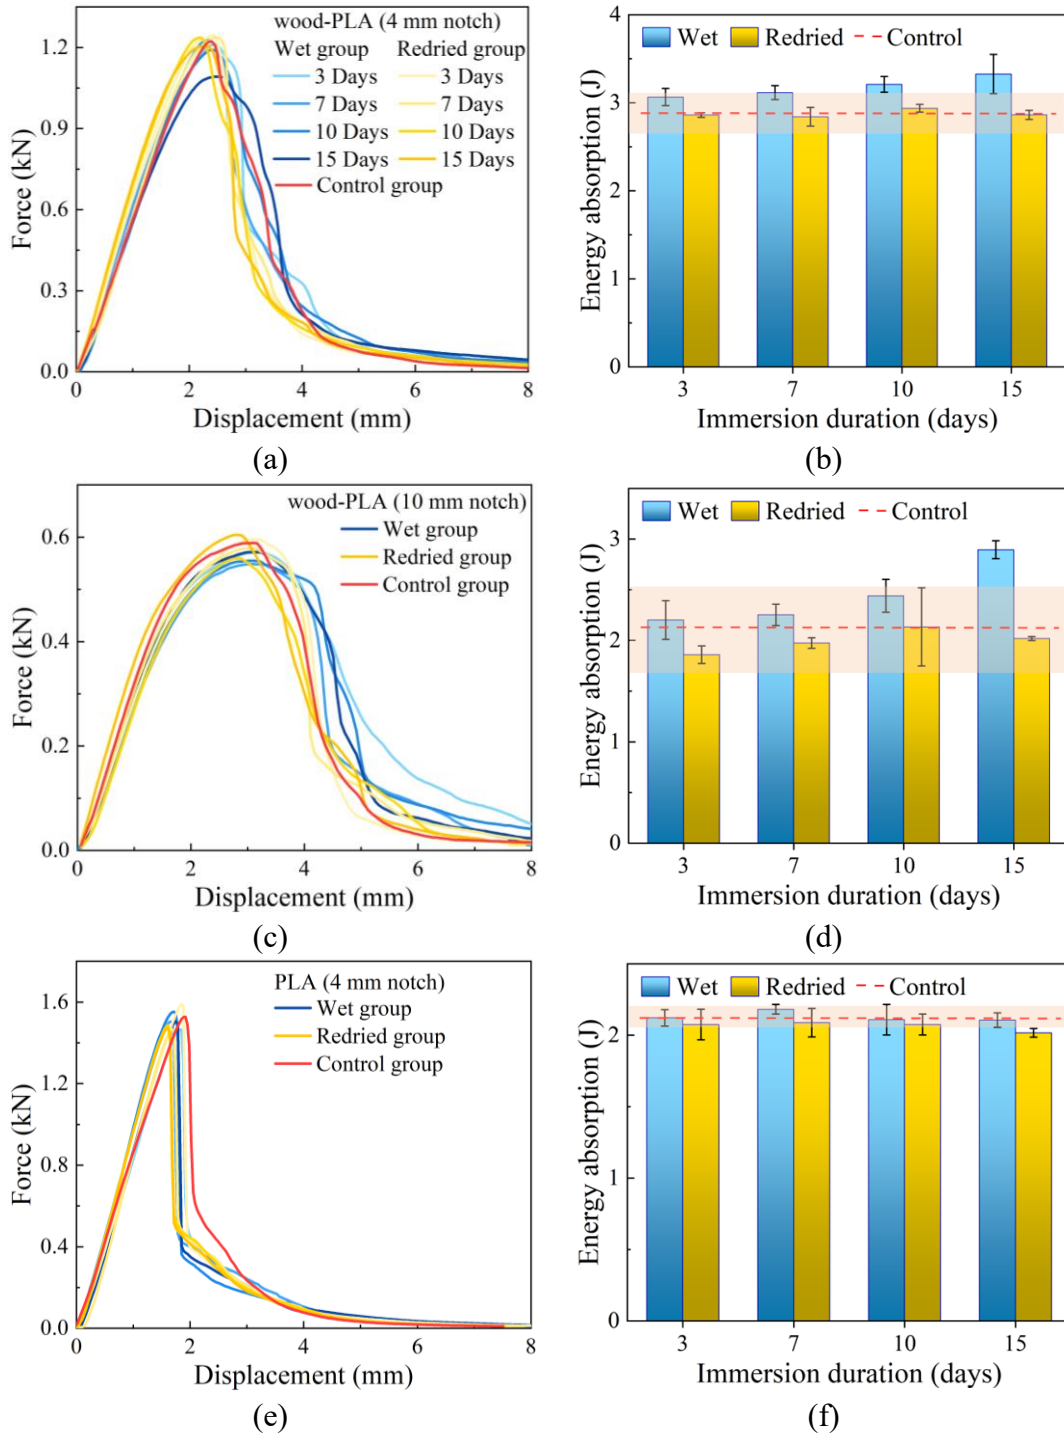 wood-PLA (4 mm notch)
Wet group Redried group
3 Days 3 Days
7 Days 7 Days
10 Days 10 Days
15 Days 15 Days
Control group
Force (kN)
1.2
0.9
0.6
0.3
0.0
0 2 4 6 8
Displacement (mm)
(a)
Wet Redried Control
Energy absorption (J)
4
3
2
1
0
3 7 10 15
Immersion duration (days)
(b)
wood-PLA (10 mm notch)
Wet group
Redried group
Control group
Force (kN)
0.6
0.4
0.2
0.0
0 2 4 6 8
Displacement (mm)
(c)
Wet Redried Control
Energy absorption (J)
3
2
1
0
3 7 10 15
Immersion duration (days)
(d)
PLA (4 mm notch)
Wet group
Redried group
Control group
Force (kN)
1.6
1.2
0.8
0.4
0.0
0 2 4 6 8
Displacement (mm)
(e)
Wet Redried Control
Energy absorption (J)
2
1
0
3 7 10 15
Immersion duration (days)
(f)